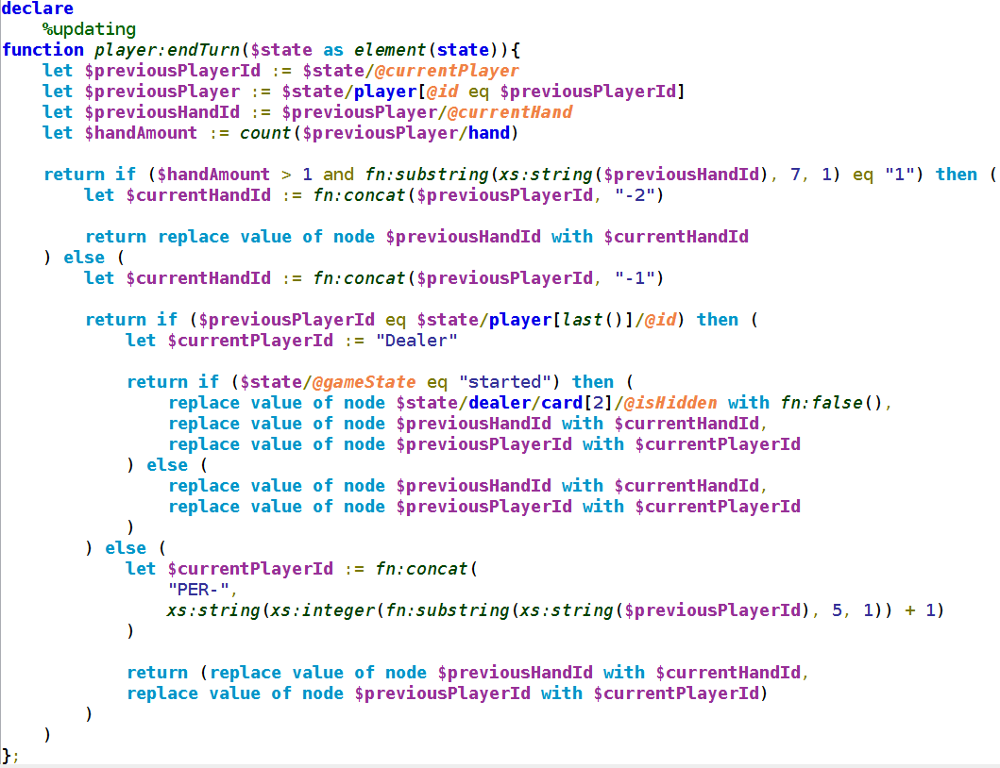 declare
    %updating
function player:endTurn($state as element(state)){
    let $previousPlayerId := $state/@currentPlayer
    let $previousPlayer := $state/player[@id eq $previousPlayerId]
    let $previousHandId := $previousPlayer/@currentHand
    let $handAmount := count($previousPlayer/hand)

    return if ($handAmount > 1 and fn:substring(xs:string($previousHandId), 7, 1) eq "1") then (
        let $currentHandId := fn:concat($previousPlayerId, "-2")

        return replace value of node $previousHandId with $currentHandId
    ) else (
        let $currentHandId := fn:concat($previousPlayerId, "-1")

        return if ($previousPlayerId eq $state/player[last()]/@id) then (
            let $currentPlayerId := "Dealer"

            return if ($state/@gameState eq "started") then (
                replace value of node $state/dealer/card[2]/@isHidden with fn:false(),
                replace value of node $previousHandId with $currentHandId,
                replace value of node $previousPlayerId with $currentPlayerId
            ) else (
                replace value of node $previousHandId with $currentHandId,
                replace value of node $previousPlayerId with $currentPlayerId
            )
        ) else (
            let $currentPlayerId := fn:concat(
                "PER-",
                xs:string(xs:integer(fn:substring(xs:string($previousPlayerId), 5, 1)) + 1)
            )

            return (replace value of node $previousHandId with $currentHandId,
            replace value of node $previousPlayerId with $currentPlayerId)
        )
    )
};